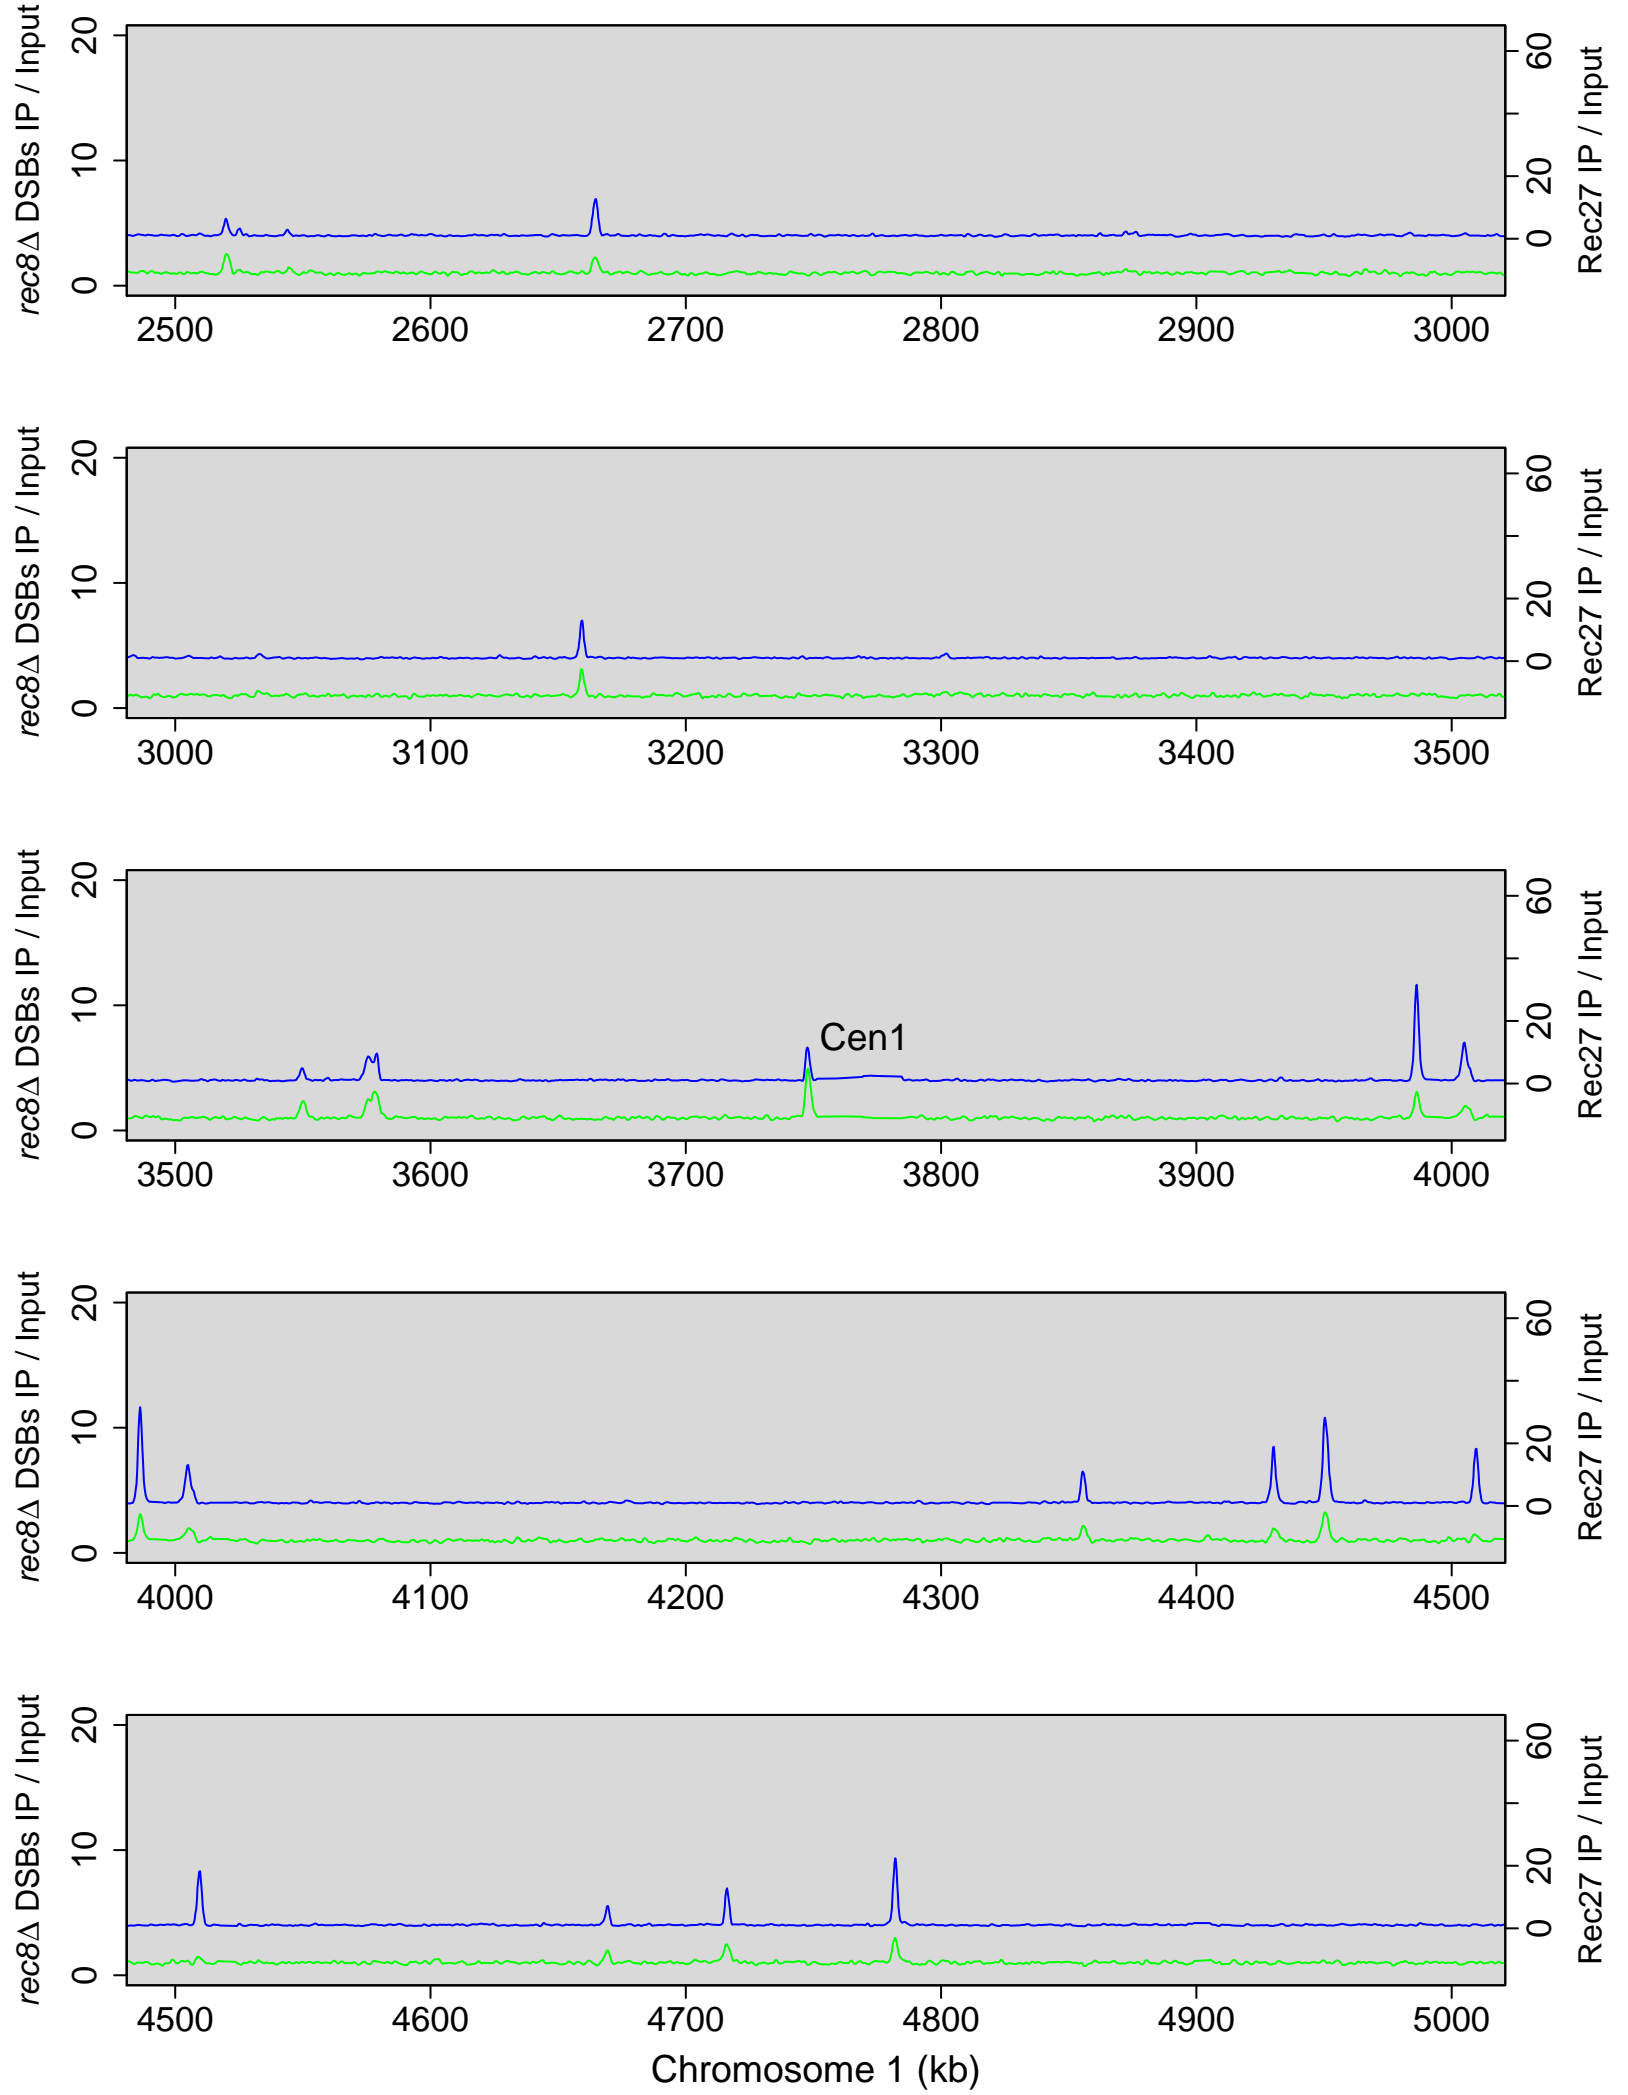 rec8Δ DSBs IP / Input
20
10
0
60
20
0
Rec27 IP / Input
2500 2600 2700 2800 2900 3000
rec8Δ DSBs IP / Input
20
10
0
60
20
0
Rec27 IP / Input
3000 3100 3200 3300 3400 3500
rec8Δ DSBs IP / Input
20
10
0
Cen1
60
20
0
Rec27 IP / Input
3500 3600 3700 3800 3900 4000
rec8Δ DSBs IP / Input
20
10
0
60
20
0
Rec27 IP / Input
4000 4100 4200 4300 4400 4500
rec8Δ DSBs IP / Input
20
10
0
60
20
0
Rec27 IP / Input
4500 4600 4700 4800 4900 5000
Chromosome 1 (kb)